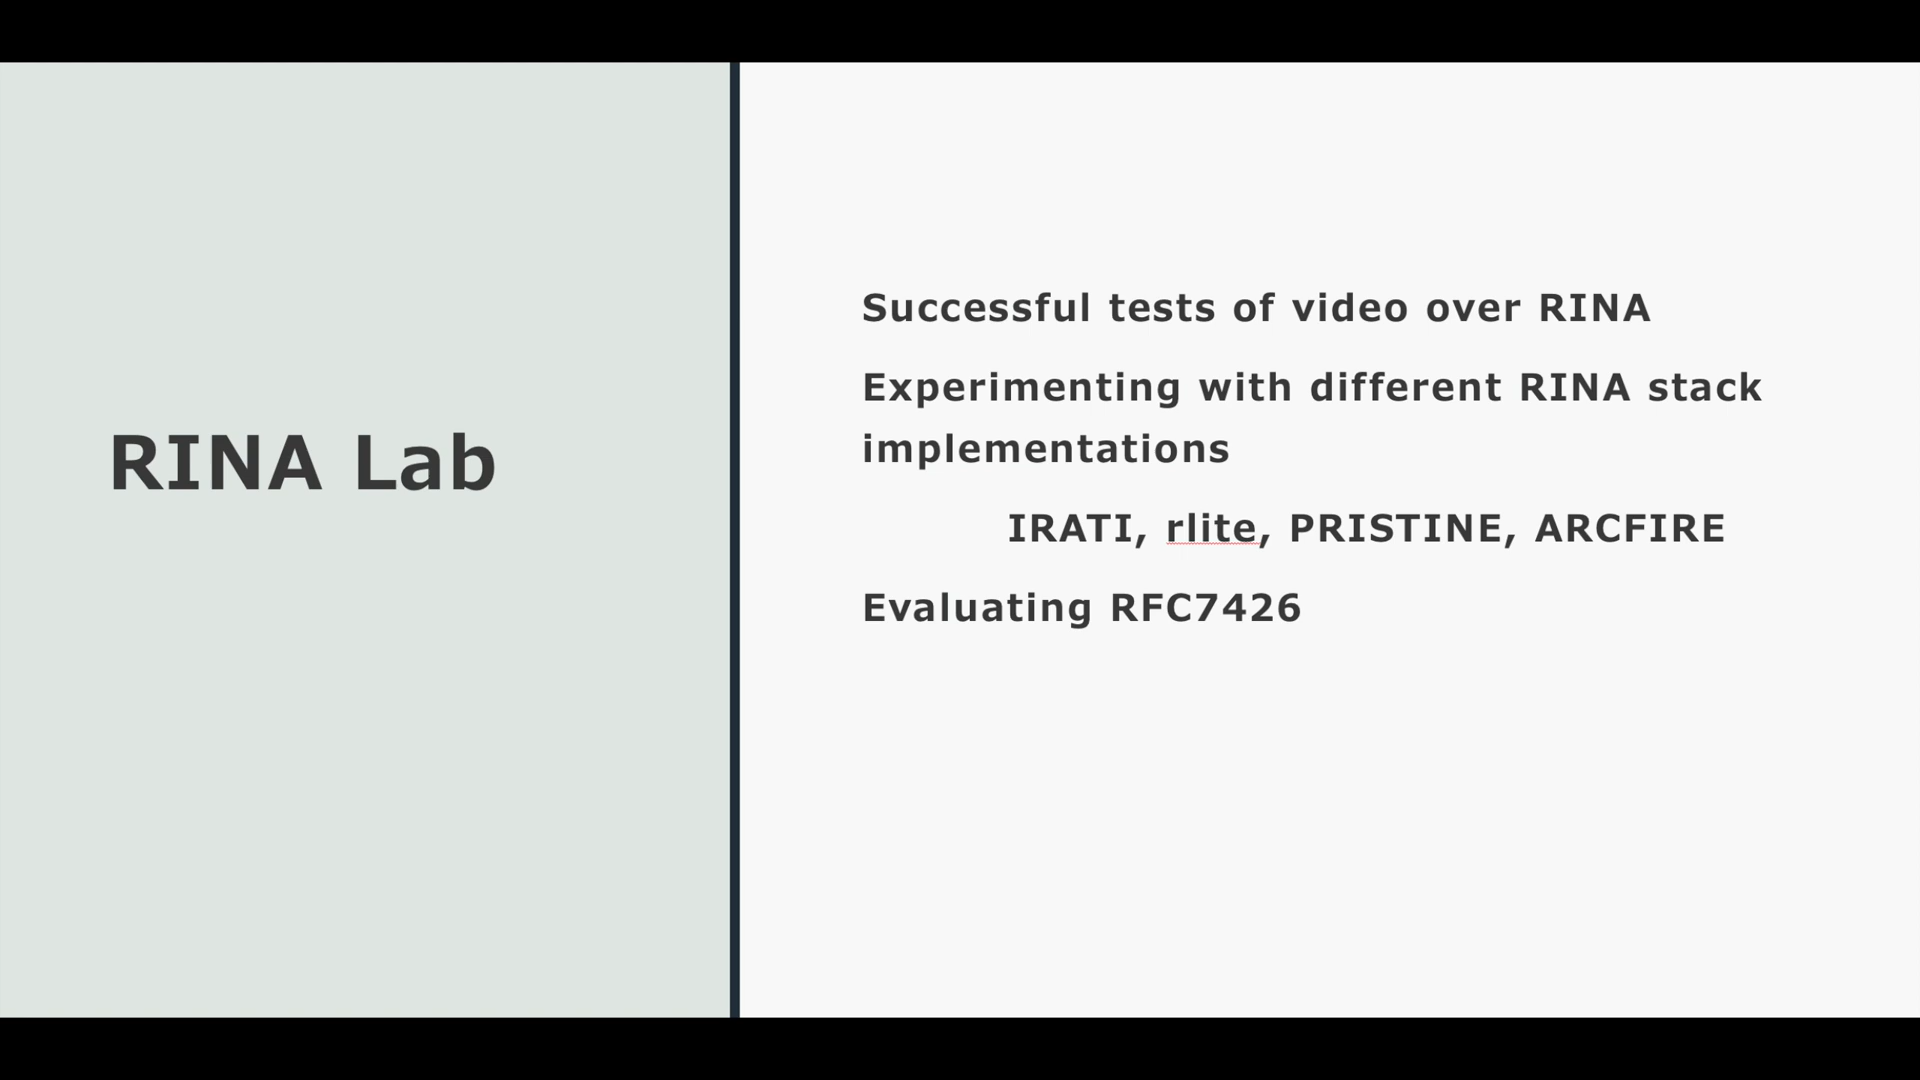 RINA Lab
Successful tests of video over RINA
Experimenting with different RINA stack
implementations
IRATI, rlite, PRISTINE, ARCFIRE
Evaluating RFC7426